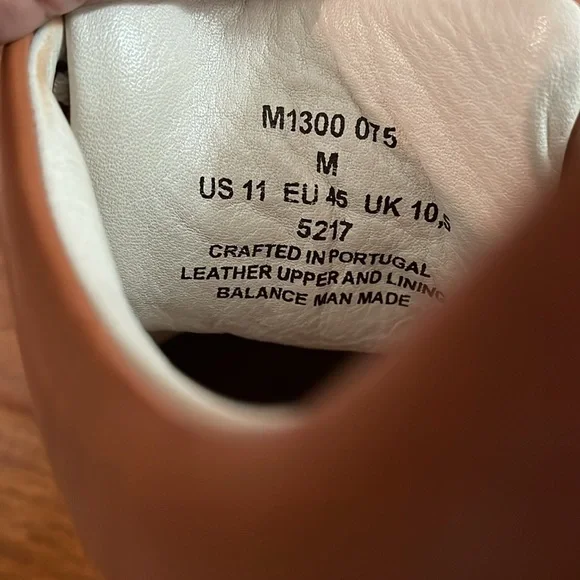 M1300 075
M
US 11 EU 45 UK 10,5
5217
CRAFTED IN PORTUGAL
LEATHER UPPER AND LINING
BALANCE MAN MADE